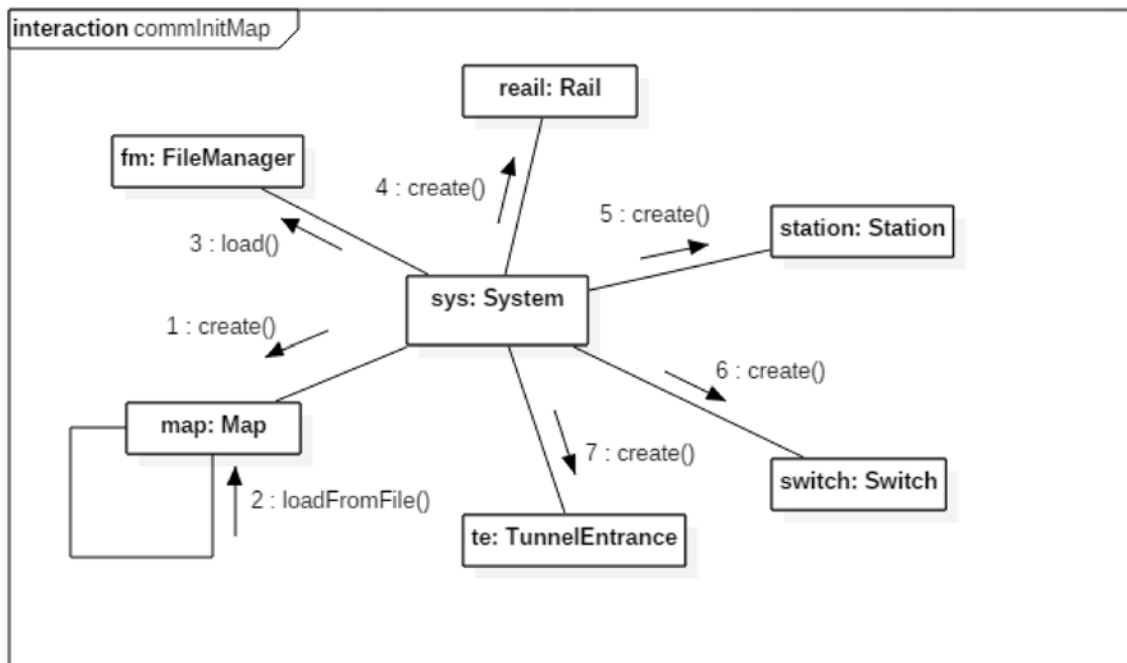 interaction commInitMap
reail: Rail
fm: FileManager
4 : create()
5 : create()
station: Station
3 : load()
sys: System
1 : create()
6 : create()
map: Map
7 : create()
switch: Switch
2 : loadFromFile()
te: TunnelEntrance